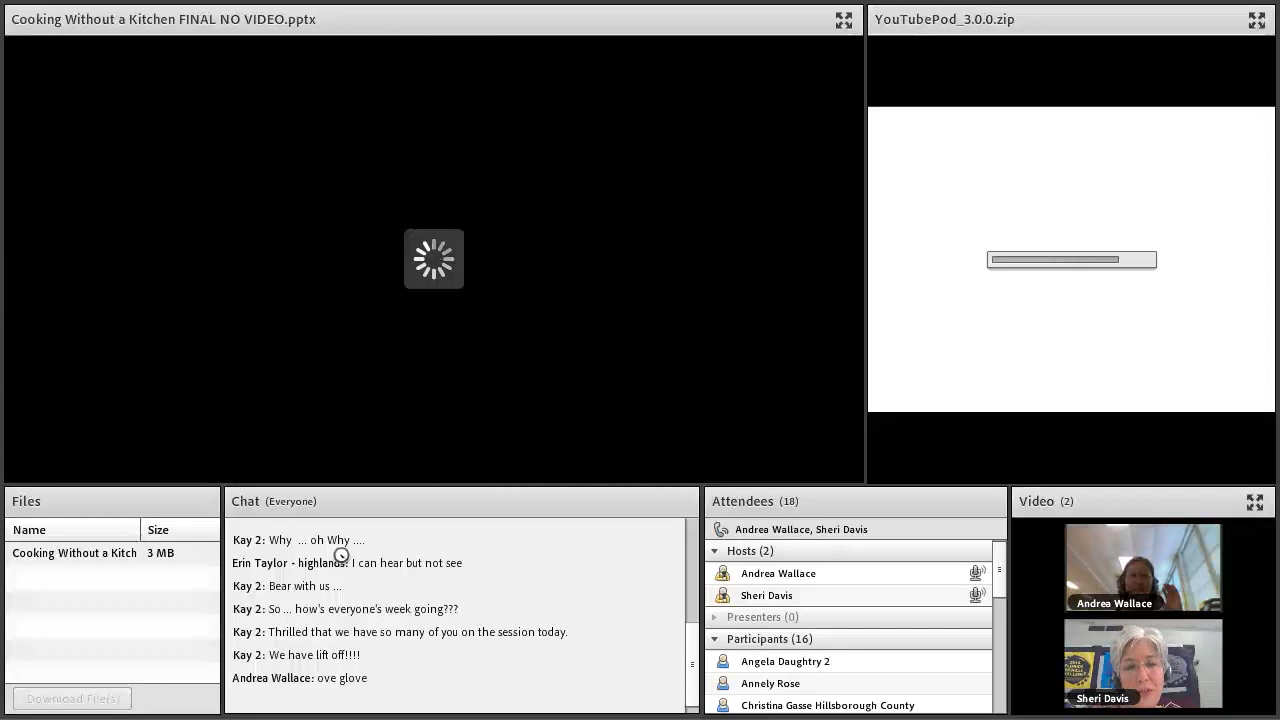 Cooking Without a Kitchen FINAL NO VIDEO.pptx
YouTubePod_3.0.0.zip
Files
Name Size
Cooking Without a Kitch 3 MB
Download File(s)
Chat (Everyone)
Kay 2: Why ... oh Why ....
Erin Taylor - highlands: I can hear but not see
Kay 2: Bear with us ...
Kay 2: So ... how's everyone's week going???
Kay 2: Thrilled that we have so many of you on the session today.
Kay 2: We have lift off!!!!
Andrea Wallace: ove glove
Attendees (18)
Andrea Wallace, Sheri Davis
Hosts (2)
Andrea Wallace
Sheri Davis
Presenters (0)
Participants (16)
Angela Daughtry 2
Annely Rose
Christina Gasse Hillsborough County
Video (2)
Andrea Wallace
Sheri Davis